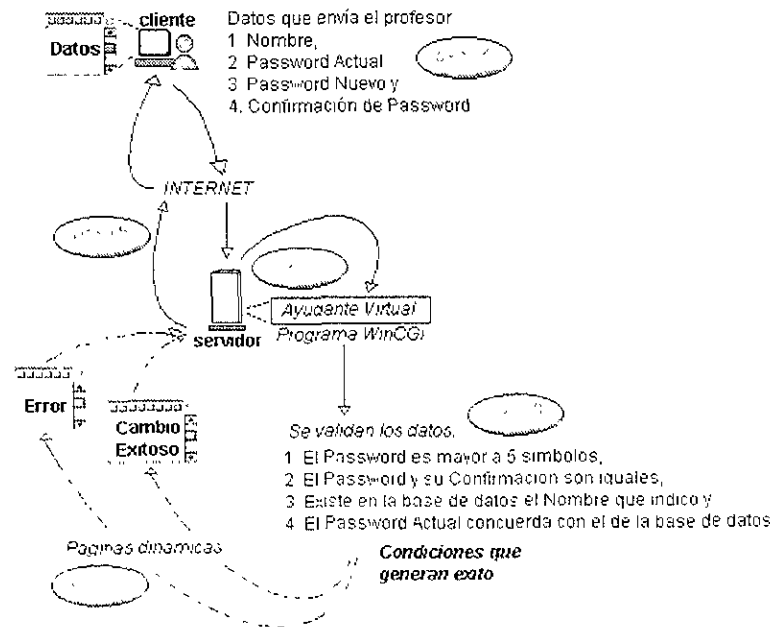 cliente
Datos
Datos que envía el profesor
1 Nombre,
2 Password Actual
3 Password Nuevo y
4. Confirmación de Password
INTERNET
servidor
Ayudante Virtual
Programa WinCGI
Error
Cambio
Exitoso
Se validan los datos.
1 El Password es mayor a 5 simbolos,
2 El Password y su Confirmacion son iguales,
3 Existe en la base de datos el Nombre que indico y
4 El Password Actual concuerda con el de la base de datos
Paginas dinamicas
Condiciones que
generan exito